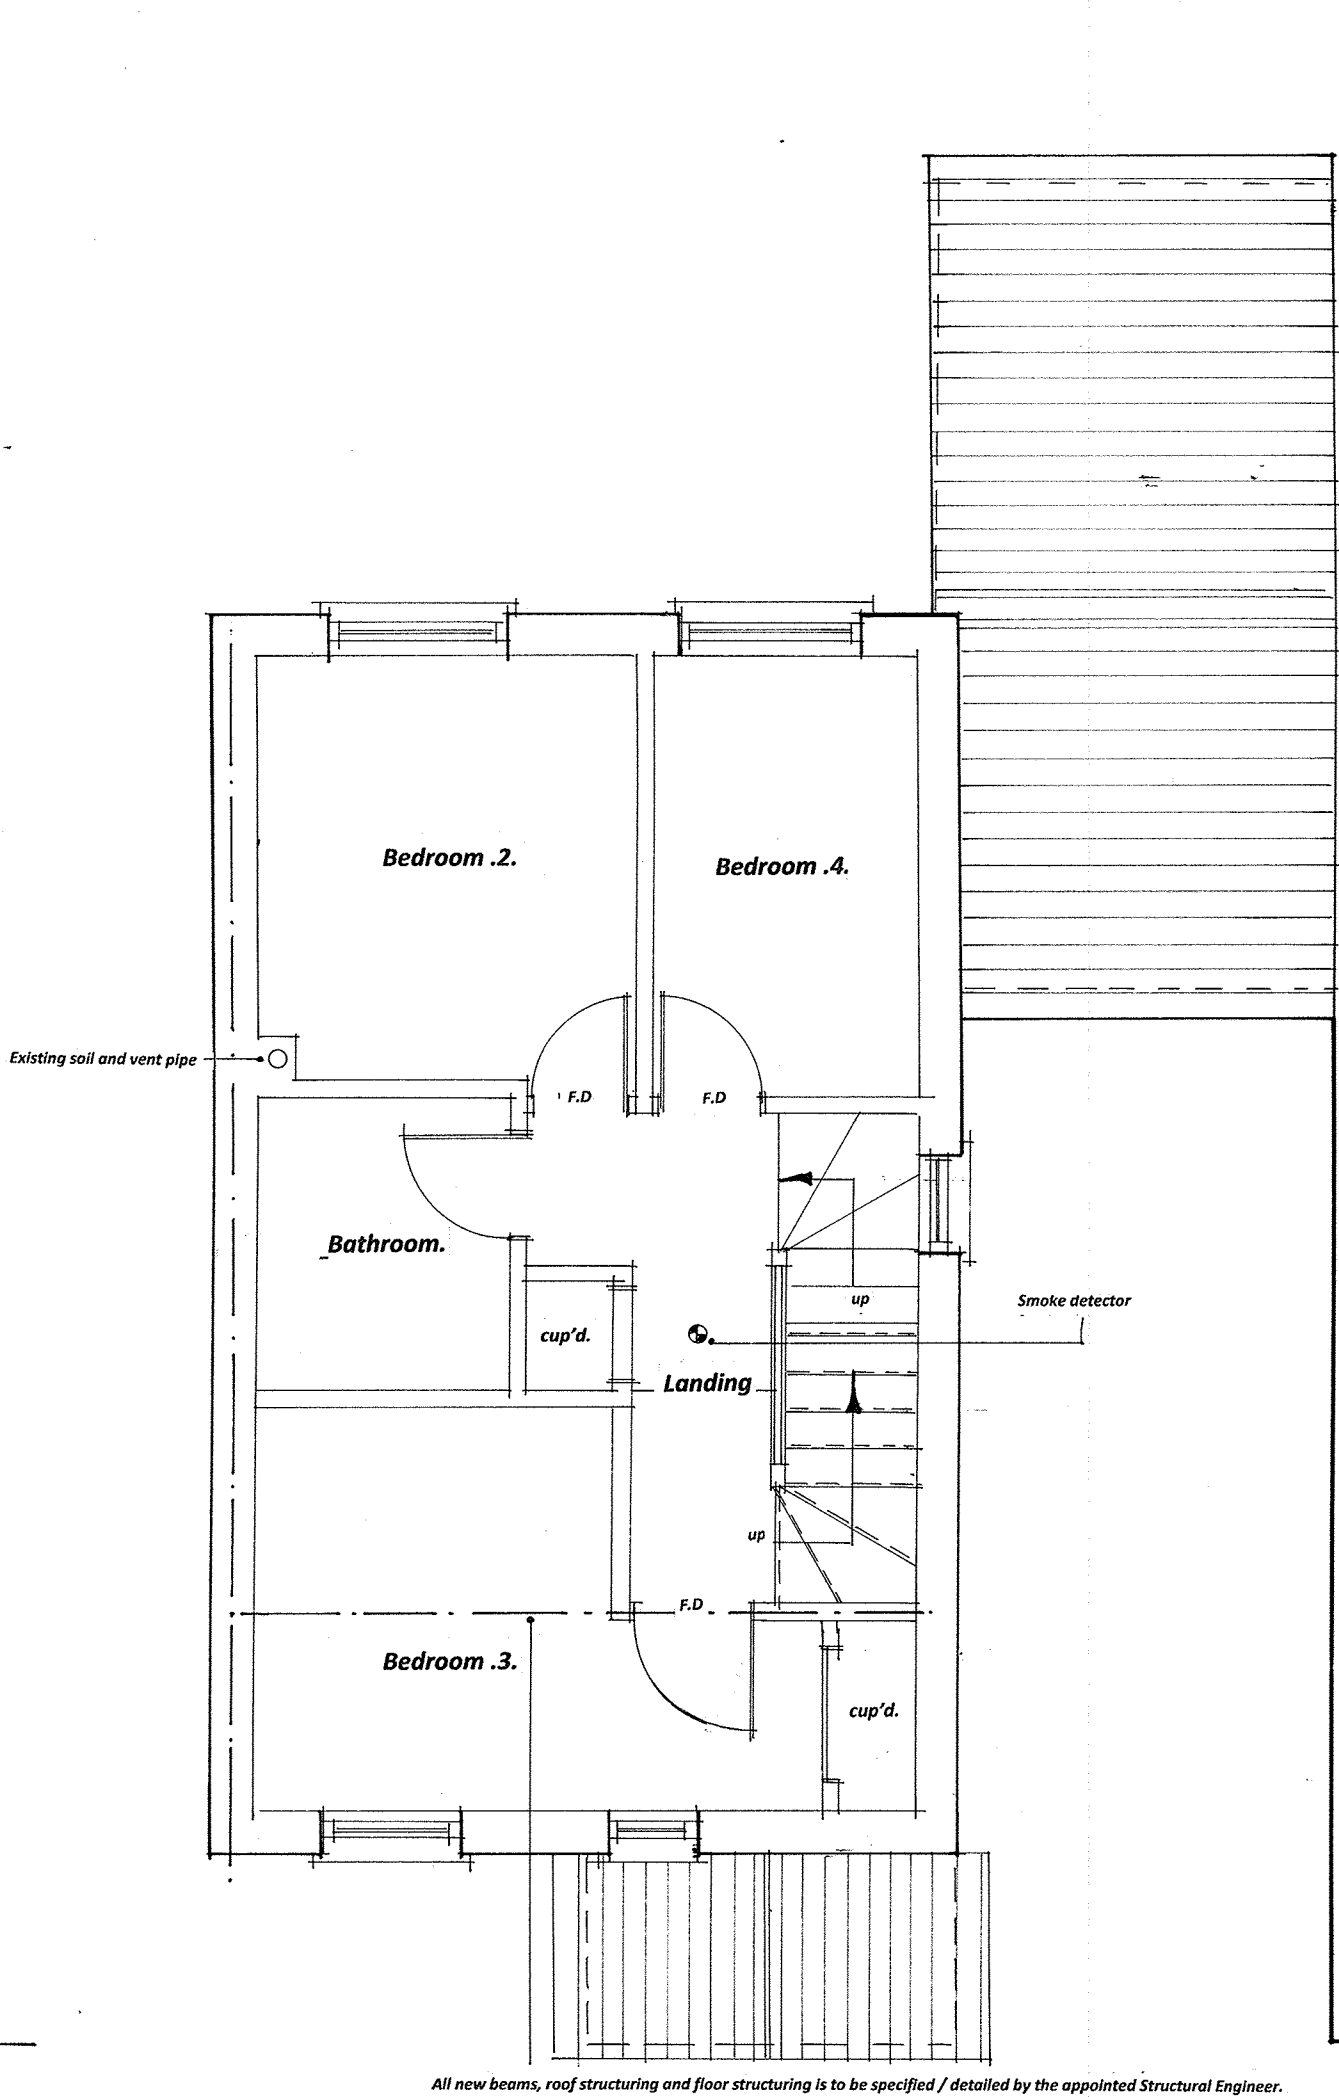 Bedroom .2.
Bedroom .4.
Existing soil and vent pipe
F.D
F.D
Bathroom.
up
Smoke detector
cup'd.
Landing
up
F.D
Bedroom .3.
cup'd.
All new beams, roof structuring and floor structuring is to be specified / detailed by the appointed Structural Engineer.